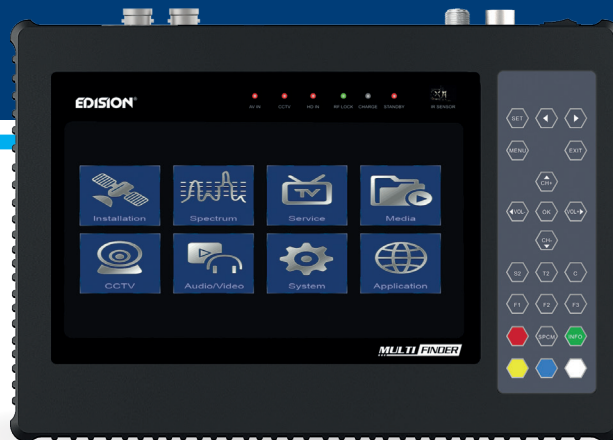 EDISION®
AV IN CCTV HD IN RF LOCK CHARGE STANDBY IR SENSOR
TV
Installation Spectrum Service Media
CCTV Audio/Video System Application
MULTI FINDER
SET
MENU EXIT
CH+
VOL- OK VOL+
CH-
S2 T2 C
F1 F2 F3
SPCM INFO